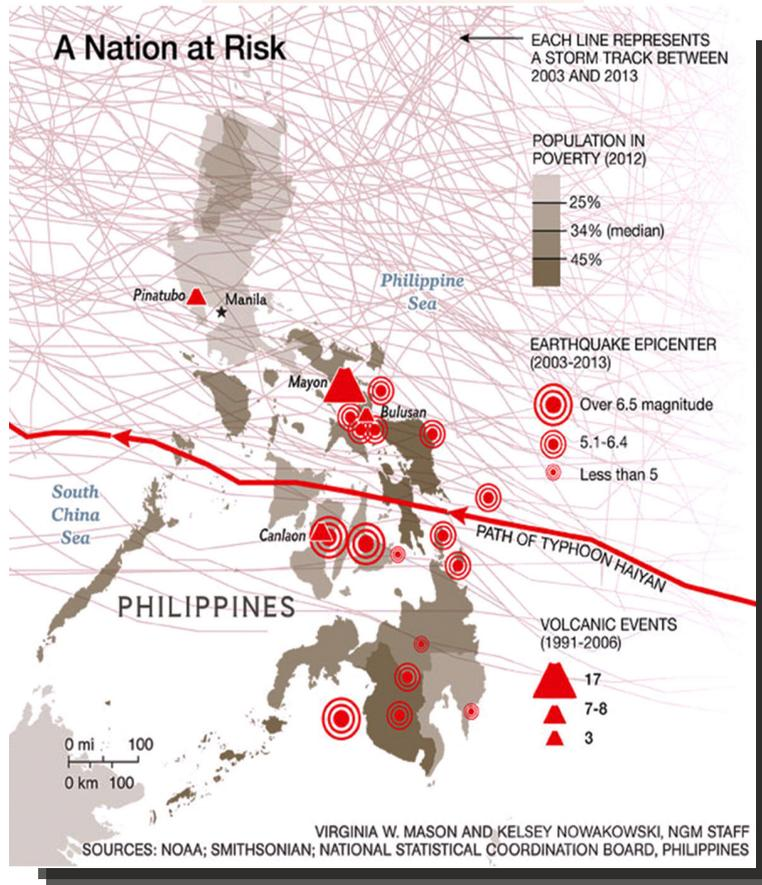 A Nation at Risk
EACH LINE REPRESENTS
A STORM TRACK BETWEEN
2003 AND 2013
POPULATION IN
POVERTY (2012)
25%
34% (median)
45%
Philippine
Sea
Pinatubo
Manila
EARTHQUAKE EPICENTER
(2003-2013)
Over 6.5 magnitude
5.1-6.4
Less than 5
Mayon
Bulusan
South
China
Sea
Canlaon
PATH OF TYPHOON HAIYAN
PHILIPPINES
VOLCANIC EVENTS
(1991-2006)
17
7-8
3
0 mi 100
0 km 100
VIRGINIA W. MASON AND KELSEY NOWAKOWSKI, NGM STAFF
SOURCES: NOAA; SMITHSONIAN; NATIONAL STATISTICAL COORDINATION BOARD, PHILIPPINES